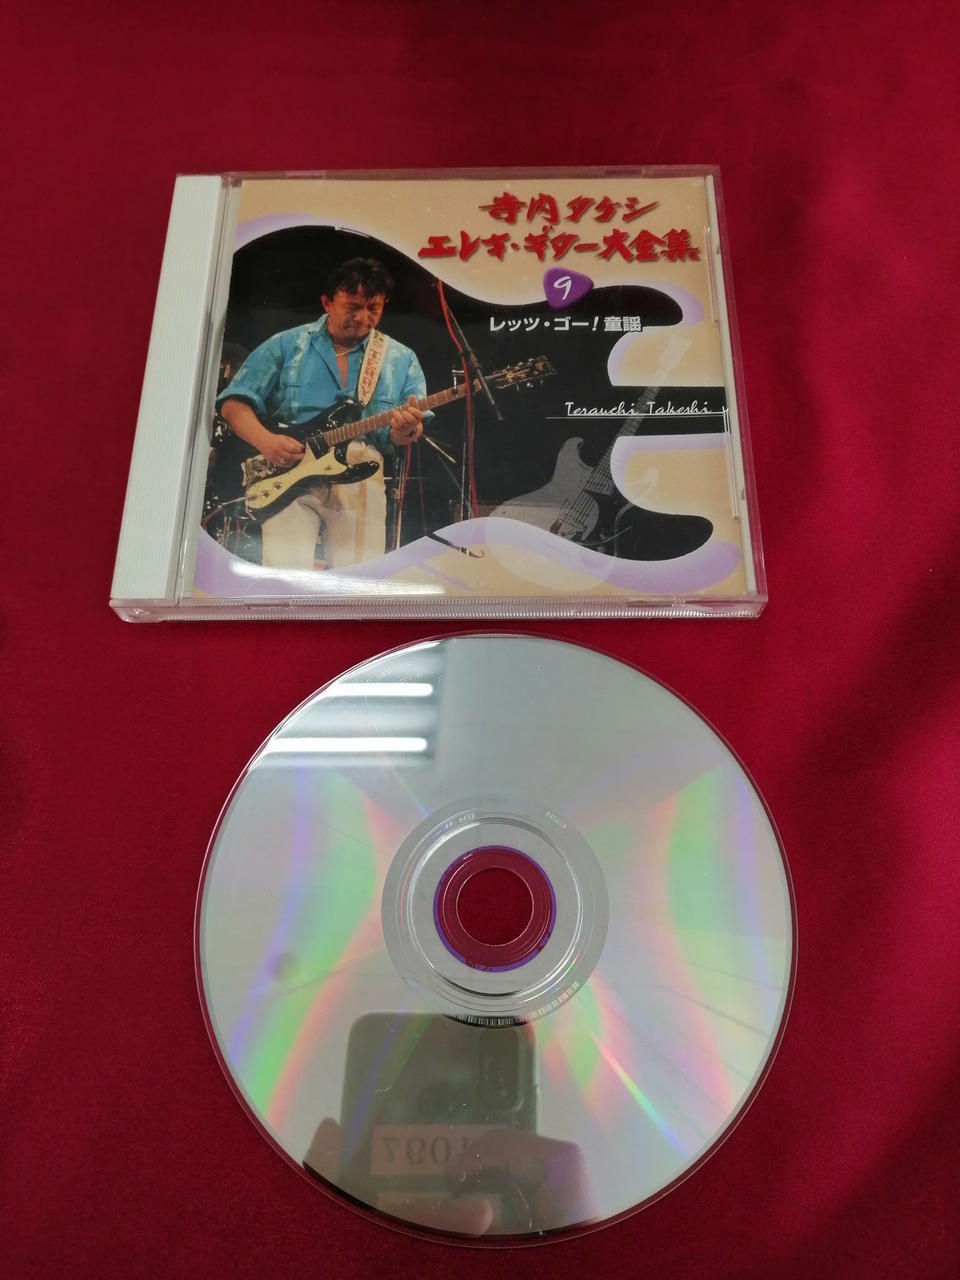 寺内タケシ
エレキ・ギター大全集
9
レッツ・ゴー!童謡
Terauchi Takeshi